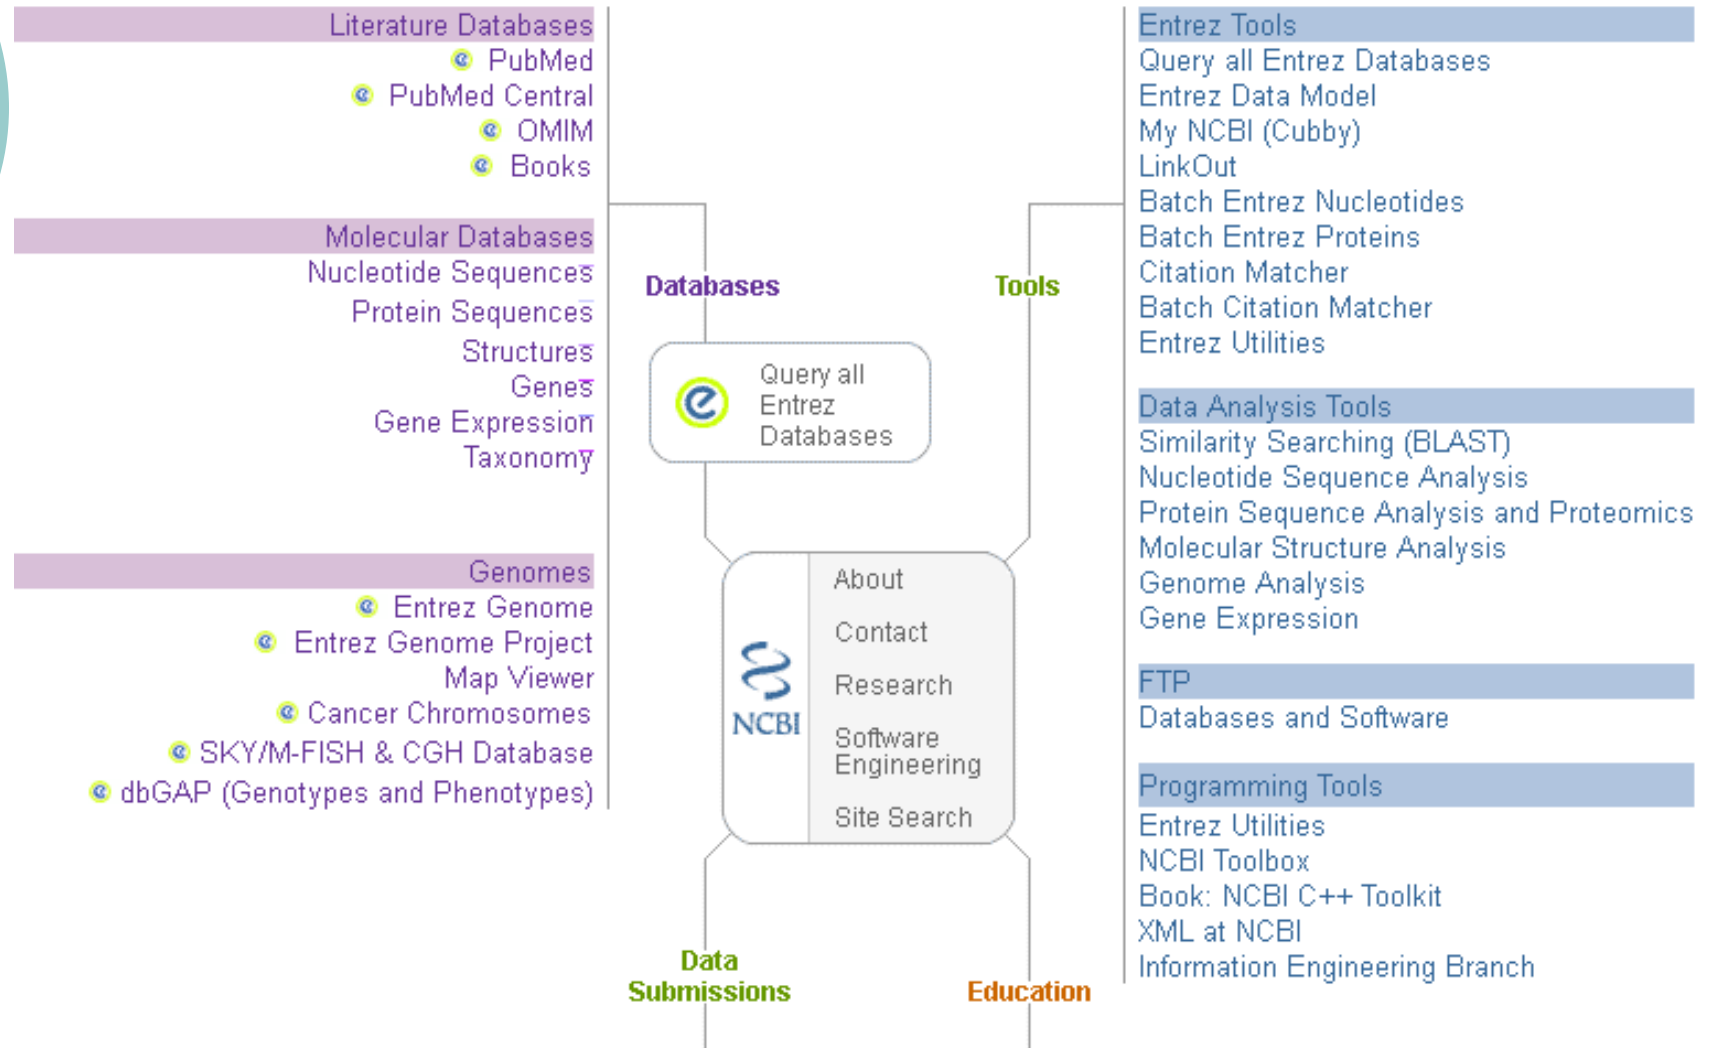 Literature Databases
PubMed
PubMed Central
OMIM
Books
Molecular Databases
Nucleotide Sequences
Protein Sequences
Structures
Genes
Gene Expression
Taxonomy
Genomes
Entrez Genome
Entrez Genome Project
Map Viewer
Cancer Chromosomes
SKY/M-FISH & CGH Database
dbGAP (Genotypes and Phenotypes)
Databases
Query all
Entrez
Databases
NCBI
About
Contact
Research
Software
Engineering
Site Search
Data
Submissions
Education
Tools
Entrez Tools
Query all Entrez Databases
Entrez Data Model
My NCBI (Cubby)
LinkOut
Batch Entrez Nucleotides
Batch Entrez Proteins
Citation Matcher
Batch Citation Matcher
Entrez Utilities
Data Analysis Tools
Similarity Searching (BLAST)
Nucleotide Sequence Analysis
Protein Sequence Analysis and Proteomics
Molecular Structure Analysis
Genome Analysis
Gene Expression
FTP
Databases and Software
Programming Tools
Entrez Utilities
NCBI Toolbox
Book: NCBI C++ Toolkit
XML at NCBI
Information Engineering Branch